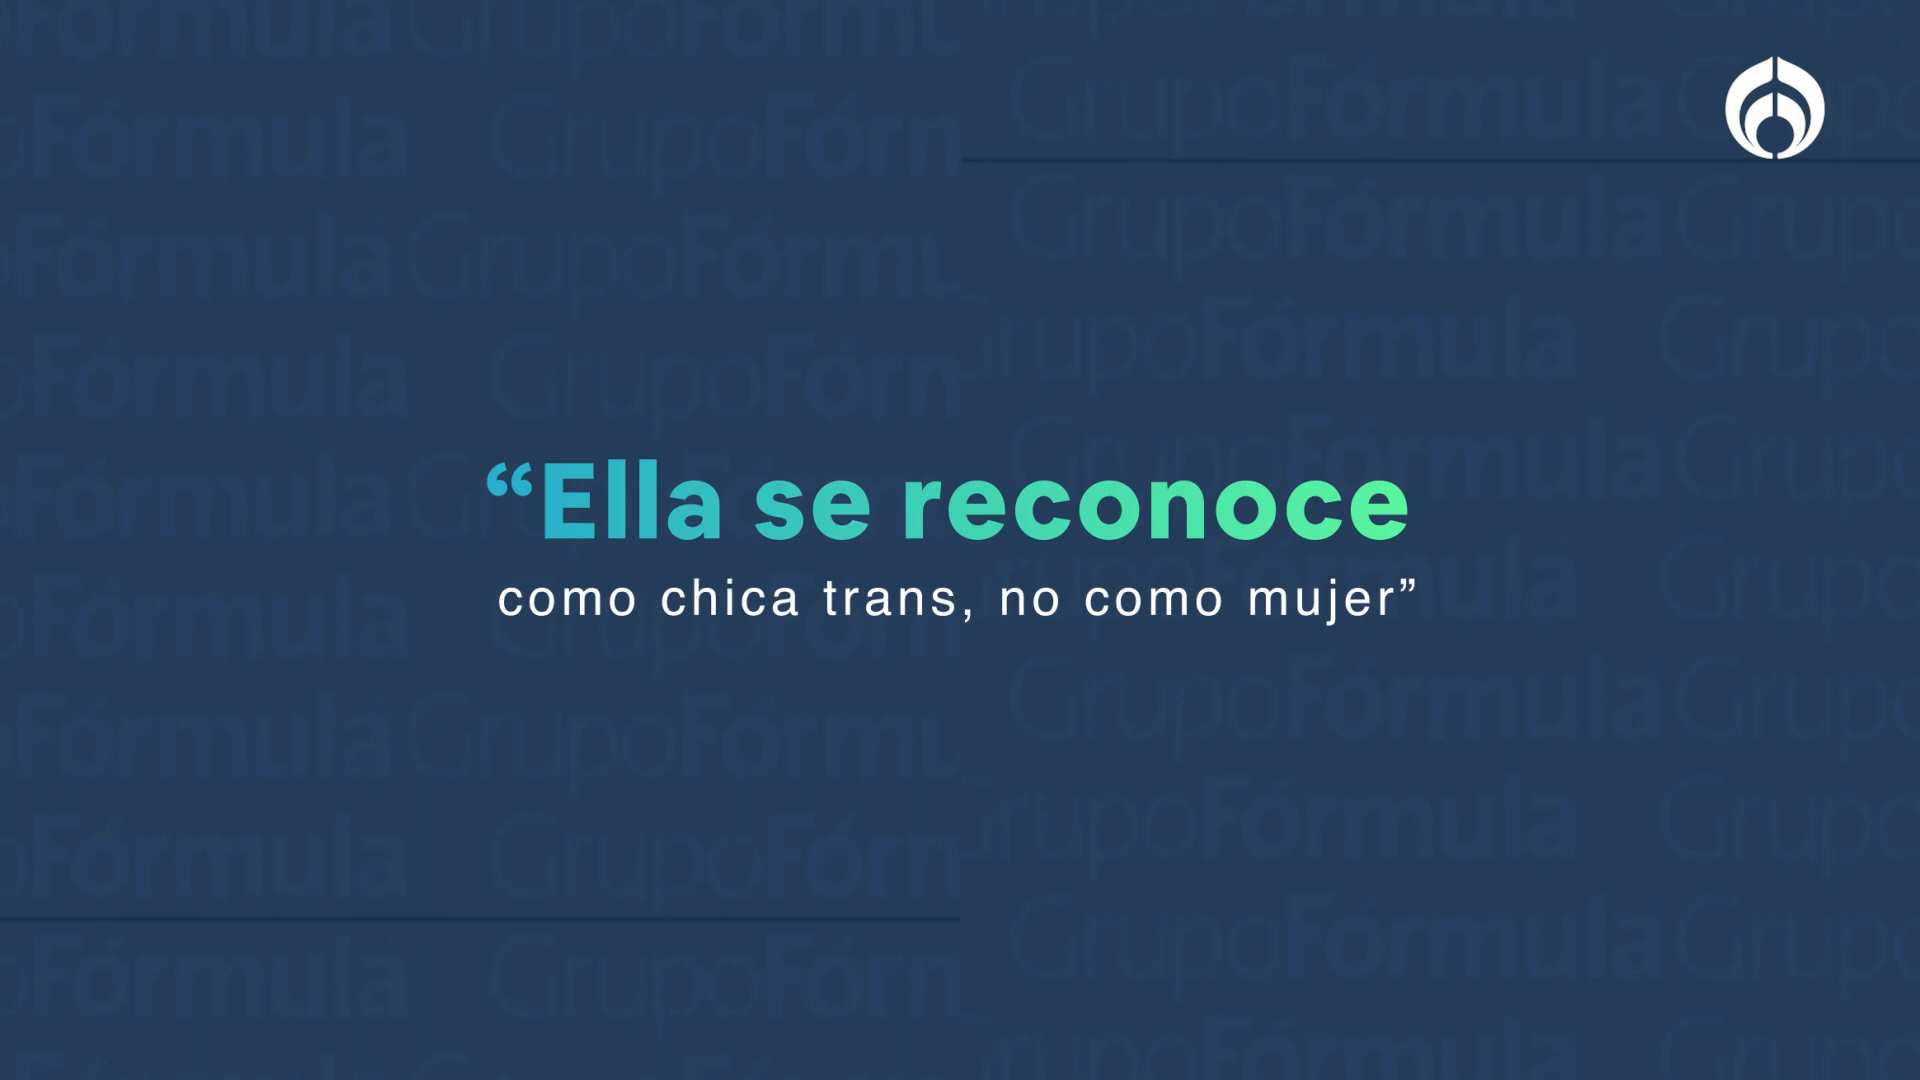 “Ella se reconoce
como chica trans, no como mujer”